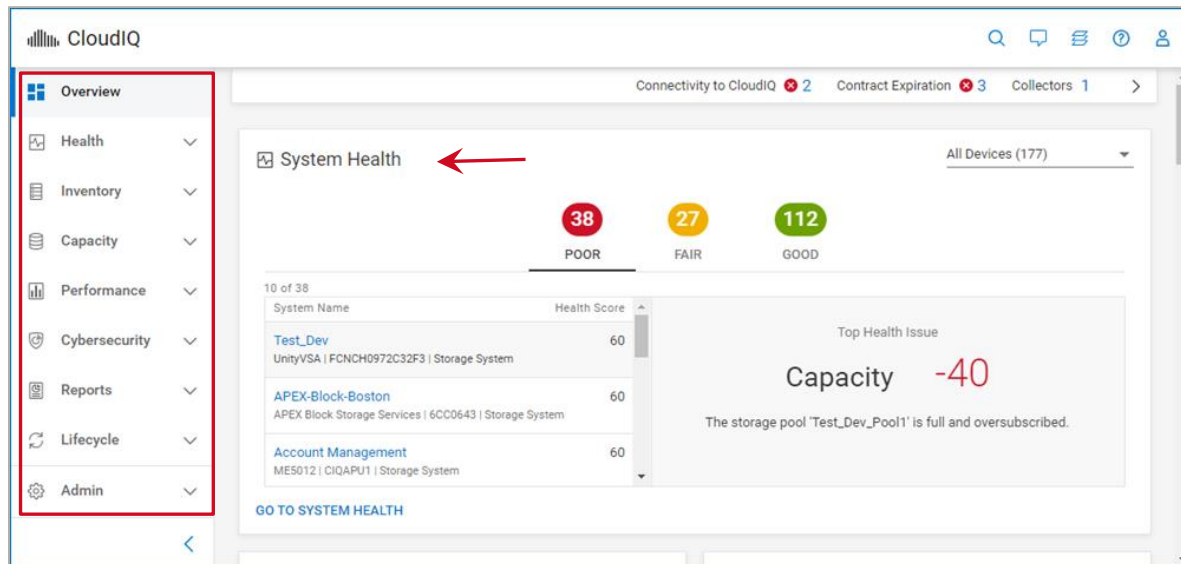 CloudIQ
Overview
Health
Inventory
Capacity
Performance
Cybersecurity
Reports
Lifecycle
Admin
Connectivity to CloudIQ 2 Contract Expiration 3 Collectors 1
System Health
All Devices (177)
38 27 112
POOR FAIR GOOD
10 of 38
System Name Health Score
Test_Dev 60
UnityVSA | FCNCH0972C32F3 | Storage System
APEX-Block-Boston 60
APEX Block Storage Services | 6CC0643 | Storage System
Account Management 60
ME5012 | CIQAPU1 | Storage System
Top Health Issue
Capacity -40
The storage pool 'Test_Dev_Pool1' is full and oversubscribed.
GO TO SYSTEM HEALTH